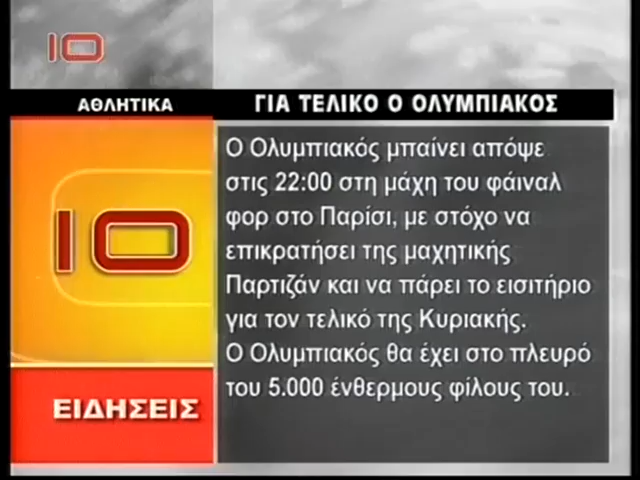 10
ΑΘΛΗΤΙΚΑ
ΓΙΑ ΤΕΛΙΚΟ Ο ΟΛΥΜΠΙΑΚΟΣ
Ο Ολυμπιακός μπαίνει απόψε
στις 22:00 στη μάχη του φάιναλ
φορ στο Παρίσι, με στόχο να
επικρατήσει της μαχητικής
Παρτιζάν και να πάρει το εισιτήριο
για τον τελικό της Κυριακής.
Ο Ολυμπιακός θα έχει στο πλευρό
του 5.000 ένθερμους φίλους του.
10
ΕΙΔΗΣΕΙΣ